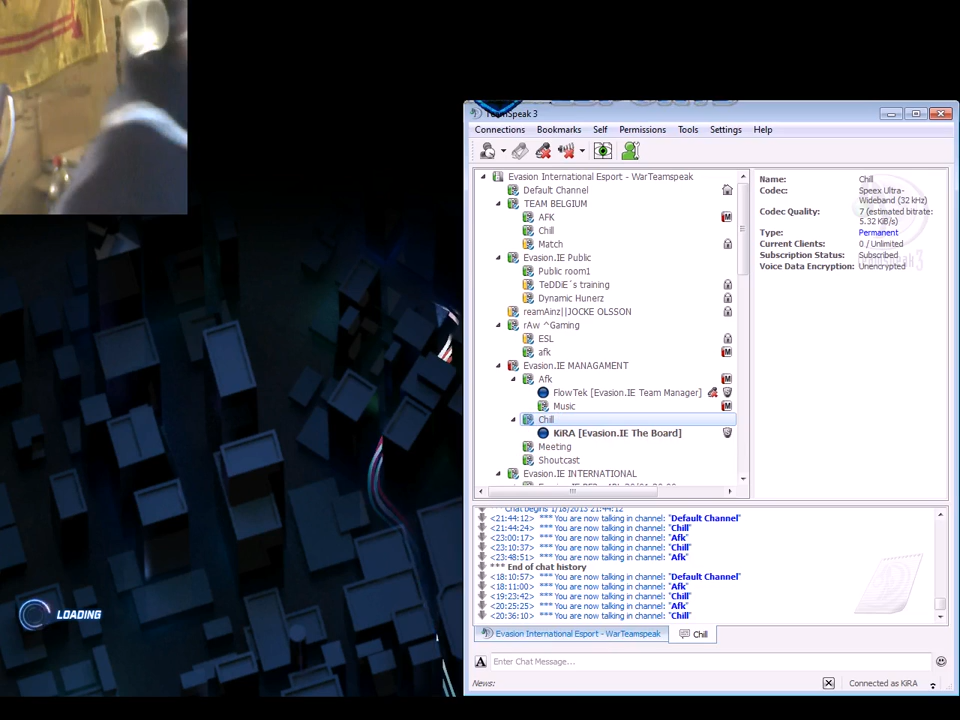 TeamSpeak 3
Connections Bookmarks Self Permissions Tools Settings Help
Evasion International Esport - WarTeamspeak
Default Channel
TEAM BELGIUM
AFK
Chill
Match
Evasion.IE Public
Public room1
TeDDiE´s training
Dynamic Hunerz
reamAinz||JOCKE OLSSON
rAw ^Gaming
ESL
afk
Evasion.IE MANAGAMENT
Afk
FlowTek [Evasion.IE Team Manager]
Music
Chill
KiRA [Evasion.IE The Board]
Meeting
Shoutcast
Evasion.IE INTERNATIONAL
Name: Chill
Codec: Speex Ultra-
Wideband (32 kHz)
Codec Quality: 7 (estimated bitrate:
5.32 KiB/s)
Type: Permanent
Current Clients: 0 / Unlimited
Subscription Status: Subscribed
Voice Data Encryption: Unencrypted
*** Chat begins 1/18/2013 21:44:12
<21:44:12> *** You are now talking in channel: "Default Channel"
<21:44:24> *** You are now talking in channel: "Chill"
<23:00:17> *** You are now talking in channel: "Afk"
<23:10:37> *** You are now talking in channel: "Chill"
<23:48:51> *** You are now talking in channel: "Afk"
*** End of chat history
<18:10:57> *** You are now talking in channel: "Default Channel"
<18:11:00> *** You are now talking in channel: "Afk"
<19:23:42> *** You are now talking in channel: "Chill"
<20:25:25> *** You are now talking in channel: "Afk"
<20:36:10> *** You are now talking in channel: "Chill"
Evasion International Esport - WarTeamspeak Chill
Enter Chat Message...
News: Connected as KiRA
LOADING